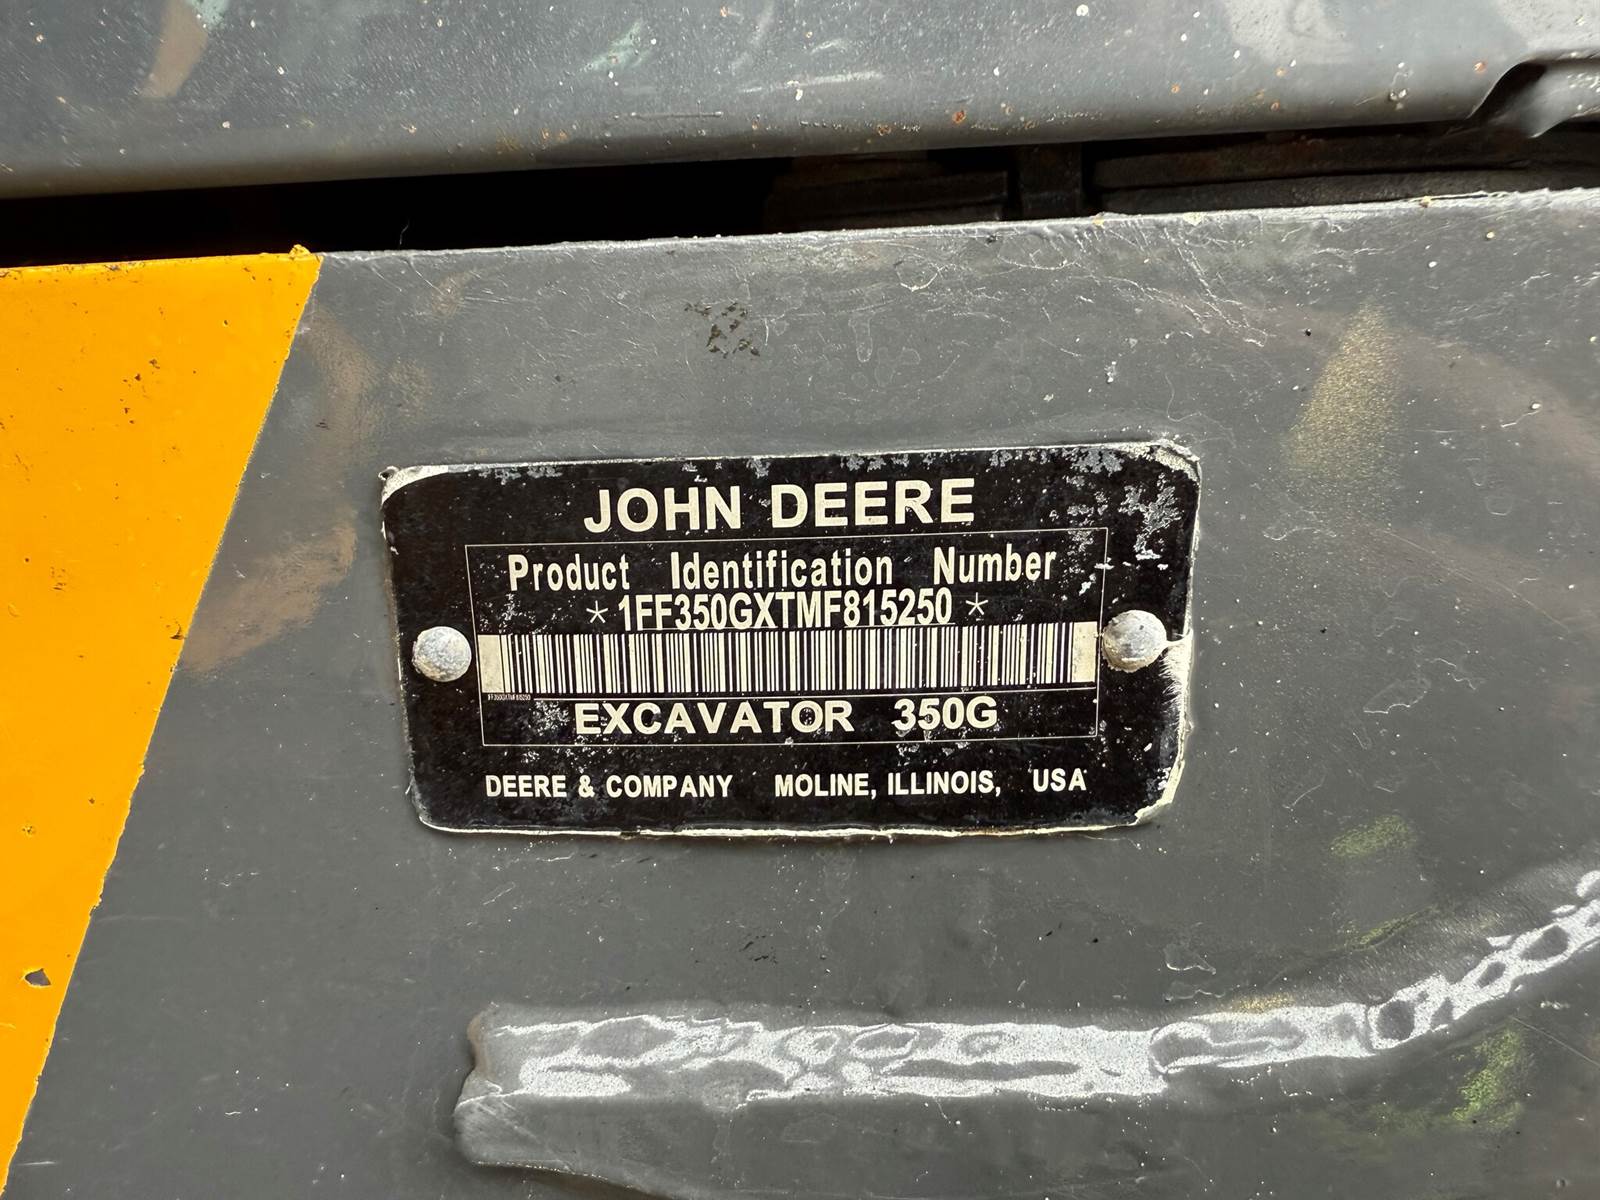 JOHN DEERE
Product Identification Number
* 1FF350GXTMF815250 *
EXCAVATOR 350G
DEERE & COMPANY MOLINE, ILLINOIS, USA